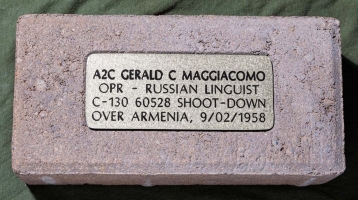 A2C GERALD C MAGGIACOMO
OPR - RUSSIAN LINGUIST
C-130 60528 SHOOT-DOWN
OVER ARMENIA, 9/02/1958